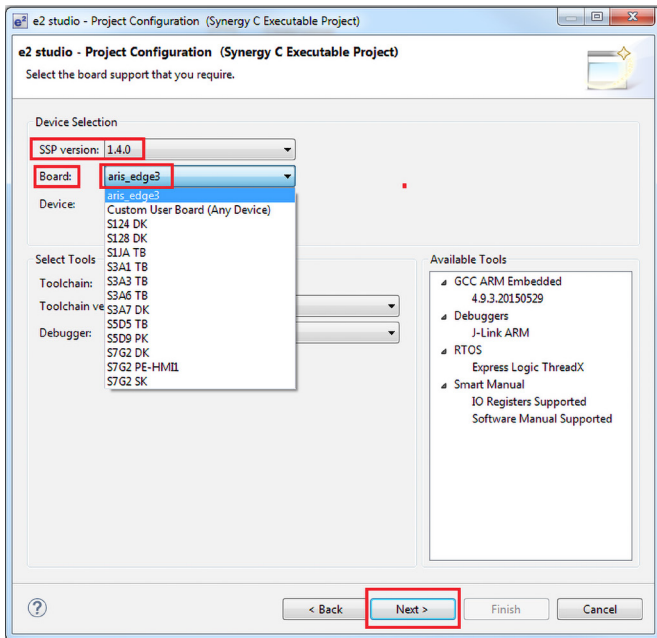 e2 studio - Project Configuration (Synergy C Executable Project)
e2 studio - Project Configuration (Synergy C Executable Project)
Select the board support that you require.
Device Selection
SSP version: 1.4.0
Board: aris_edge3
aris_edge3
Device:
Custom User Board (Any Device)
S124 DK
S128 DK
S1JA TB
S3A1 TB
S3A3 TB
S3A6 TB
S3A7 DK
S5D5 TB
S5D9 PK
S7G2 DK
S7G2 PE-HMI1
S7G2 SK
Select Tools
Toolchain:
Toolchain ve
Debugger:
Available Tools
GCC ARM Embedded
4.9.3.20150529
Debuggers
J-Link ARM
RTOS
Express Logic ThreadX
Smart Manual
IO Registers Supported
Software Manual Supported
< Back
Next >
Finish
Cancel